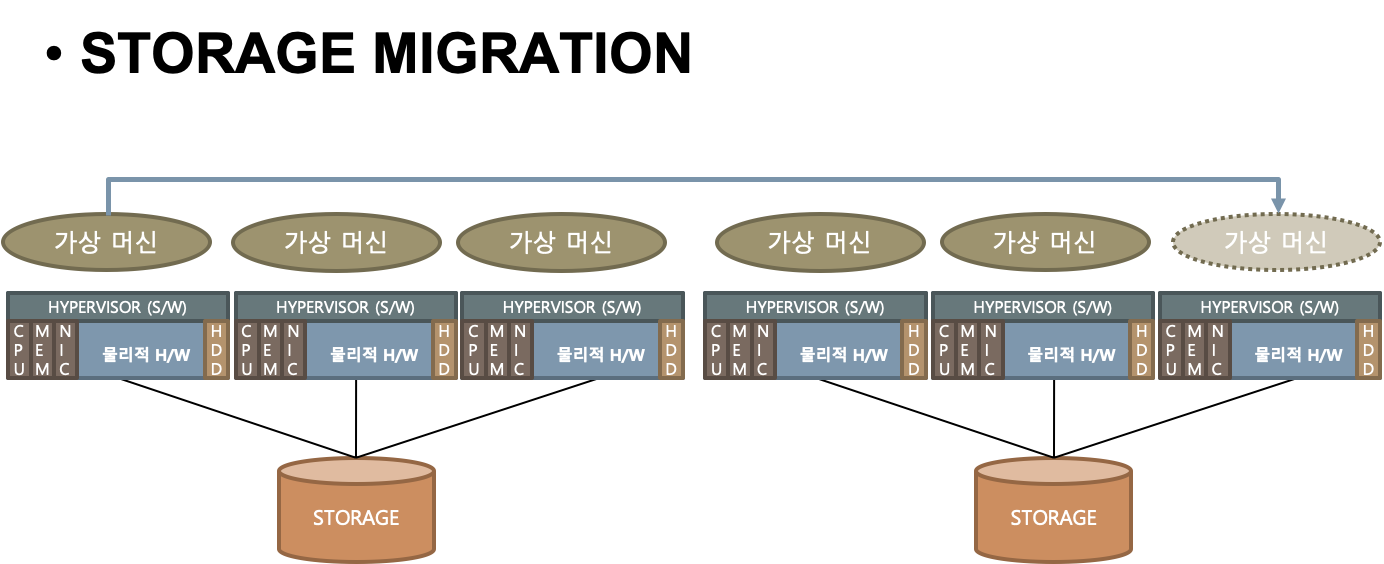 • STORAGE MIGRATION
가상 머신 가상 머신 가상 머신 가상 머신 가상 머신 가상 머신
HYPERVISOR (S/W) HYPERVISOR (S/W) HYPERVISOR (S/W) HYPERVISOR (S/W) HYPERVISOR (S/W) HYPERVISOR (S/W)
CPU MEM NIC 물리적 H/W HDD CPU MEM NIC 물리적 H/W HDD CPU MEM NIC 물리적 H/W HDD CPU MEM NIC 물리적 H/W HDD CPU MEM NIC 물리적 H/W HDD CPU MEM NIC 물리적 H/W HDD
STORAGE STORAGE